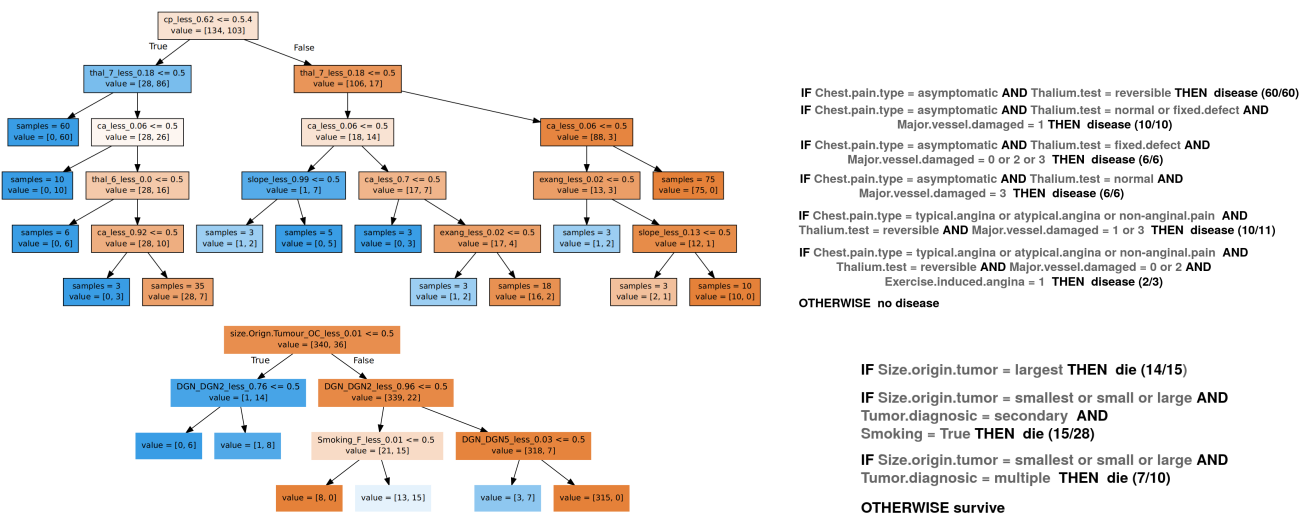 cp_less_0.62 <= 0.5.4
value = [134, 103]
True
False
thal_7_less_0.18 <= 0.5
value = [28, 86]
thal_7_less_0.18 <= 0.5
value = [106, 17]
samples = 60
value = [0, 60]
ca_less_0.06 <= 0.5
value = [28, 26]
ca_less_0.06 <= 0.5
value = [18, 14]
ca_less_0.06 <= 0.5
value = [88, 3]
samples = 10
value = [0, 10]
thal_6_less_0.0 <= 0.5
value = [28, 16]
slope_less_0.99 <= 0.5
value = [1, 7]
ca_less_0.7 <= 0.5
value = [17, 7]
exang_less_0.02 <= 0.5
value = [13, 3]
samples = 75
value = [75, 0]
samples = 6
value = [0, 6]
ca_less_0.92 <= 0.5
value = [28, 10]
samples = 3
value = [1, 2]
samples = 5
value = [0, 5]
samples = 3
value = [0, 3]
exang_less_0.02 <= 0.5
value = [17, 4]
samples = 3
value = [1, 2]
slope_less_0.13 <= 0.5
value = [12, 1]
samples = 3
value = [0, 3]
samples = 35
value = [28, 7]
samples = 3
value = [1, 2]
samples = 18
value = [16, 2]
samples = 3
value = [2, 1]
samples = 10
value = [10, 0]
IF Chest.pain.type = asymptomatic AND Thalium.test = reversible THEN disease (60/60)
IF Chest.pain.type = asymptomatic AND Thalium.test = normal or fixed.defect AND
Major.vessel.damaged = 1 THEN disease (10/10)
IF Chest.pain.type = asymptomatic AND Thalium.test = fixed.defect AND
Major.vessel.damaged = 0 or 2 or 3 THEN disease (6/6)
IF Chest.pain.type = asymptomatic AND Thalium.test = normal AND
Major.vessel.damaged = 3 THEN disease (6/6)
IF Chest.pain.type = typical.angina or atypical.angina or non-anginal.pain AND
Thalium.test = reversible AND Major.vessel.damaged = 1 or 3 THEN disease (10/11)
IF Chest.pain.type = typical.angina or atypical.angina or non-anginal.pain AND
Thalium.test = reversible AND Major.vessel.damaged = 0 or 2 AND
Exercise.induced.angina = 1 THEN disease (2/3)
OTHERWISE no disease
size.Orign.Tumour_OC_less_0.01 <= 0.5
value = [340, 36]
True
False
DGN_DGN2_less_0.76 <= 0.5
value = [1, 14]
DGN_DGN2_less_0.96 <= 0.5
value = [339, 22]
value = [0, 6]
value = [1, 8]
Smoking_F_less_0.01 <= 0.5
value = [21, 15]
DGN_DGN5_less_0.03 <= 0.5
value = [318, 7]
value = [8, 0]
value = [13, 15]
value = [3, 7]
value = [315, 0]
IF Size.origin.tumor = largest THEN die (14/15)
IF Size.origin.tumor = smallest or small or large AND
Tumor.diagnosic = secondary AND
Smoking = True THEN die (15/28)
IF Size.origin.tumor = smallest or small or large AND
Tumor.diagnosic = multiple THEN die (7/10)
OTHERWISE survive